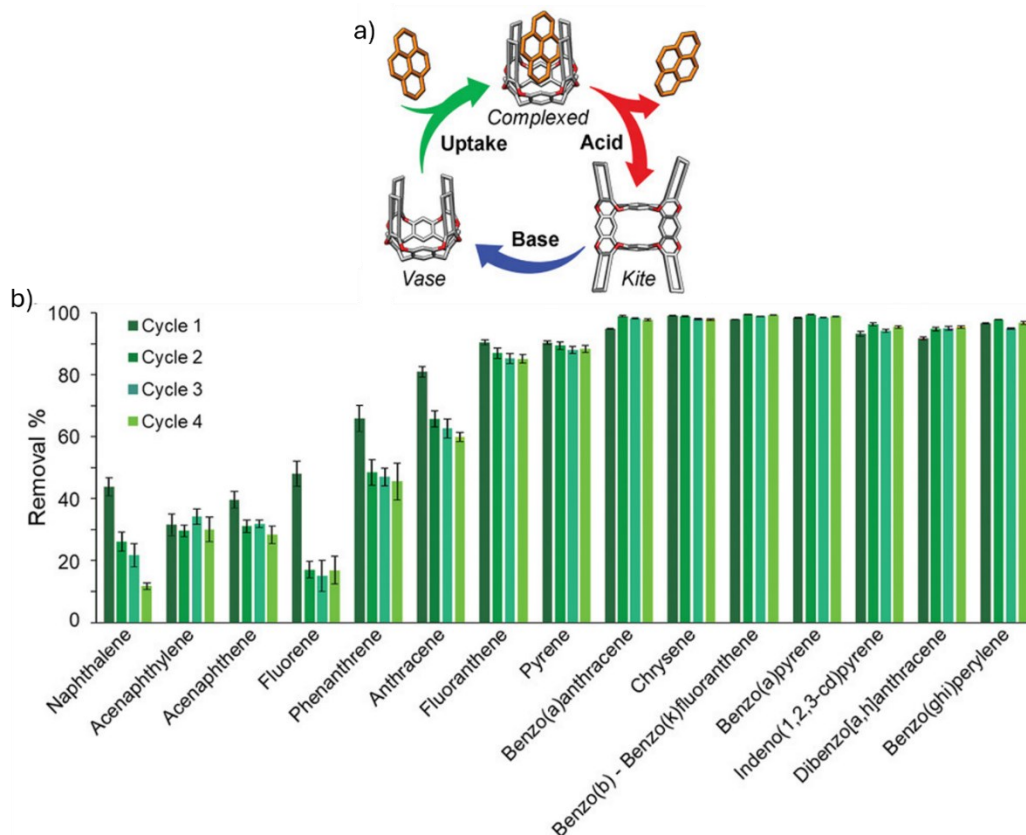 a)
Complexed
Uptake
Acid
Base
Vase
Kite
b)
Removal %
100
80
60
40
20
0
Cycle 1
Cycle 2
Cycle 3
Cycle 4
Naphthalene
Acenaphthylene
Acenaphthene
Fluorene
Phenanthrene
Anthracene
Fluoranthene
Pyrene
Benzo(a)anthracene
Chrysene
Benzo(b) - Benzo(k)fluoranthene
Benzo(a)pyrene
Indeno(1,2,3-cd)pyrene
Dibenzo[a,h]anthracene
Benzo(ghi)perylene